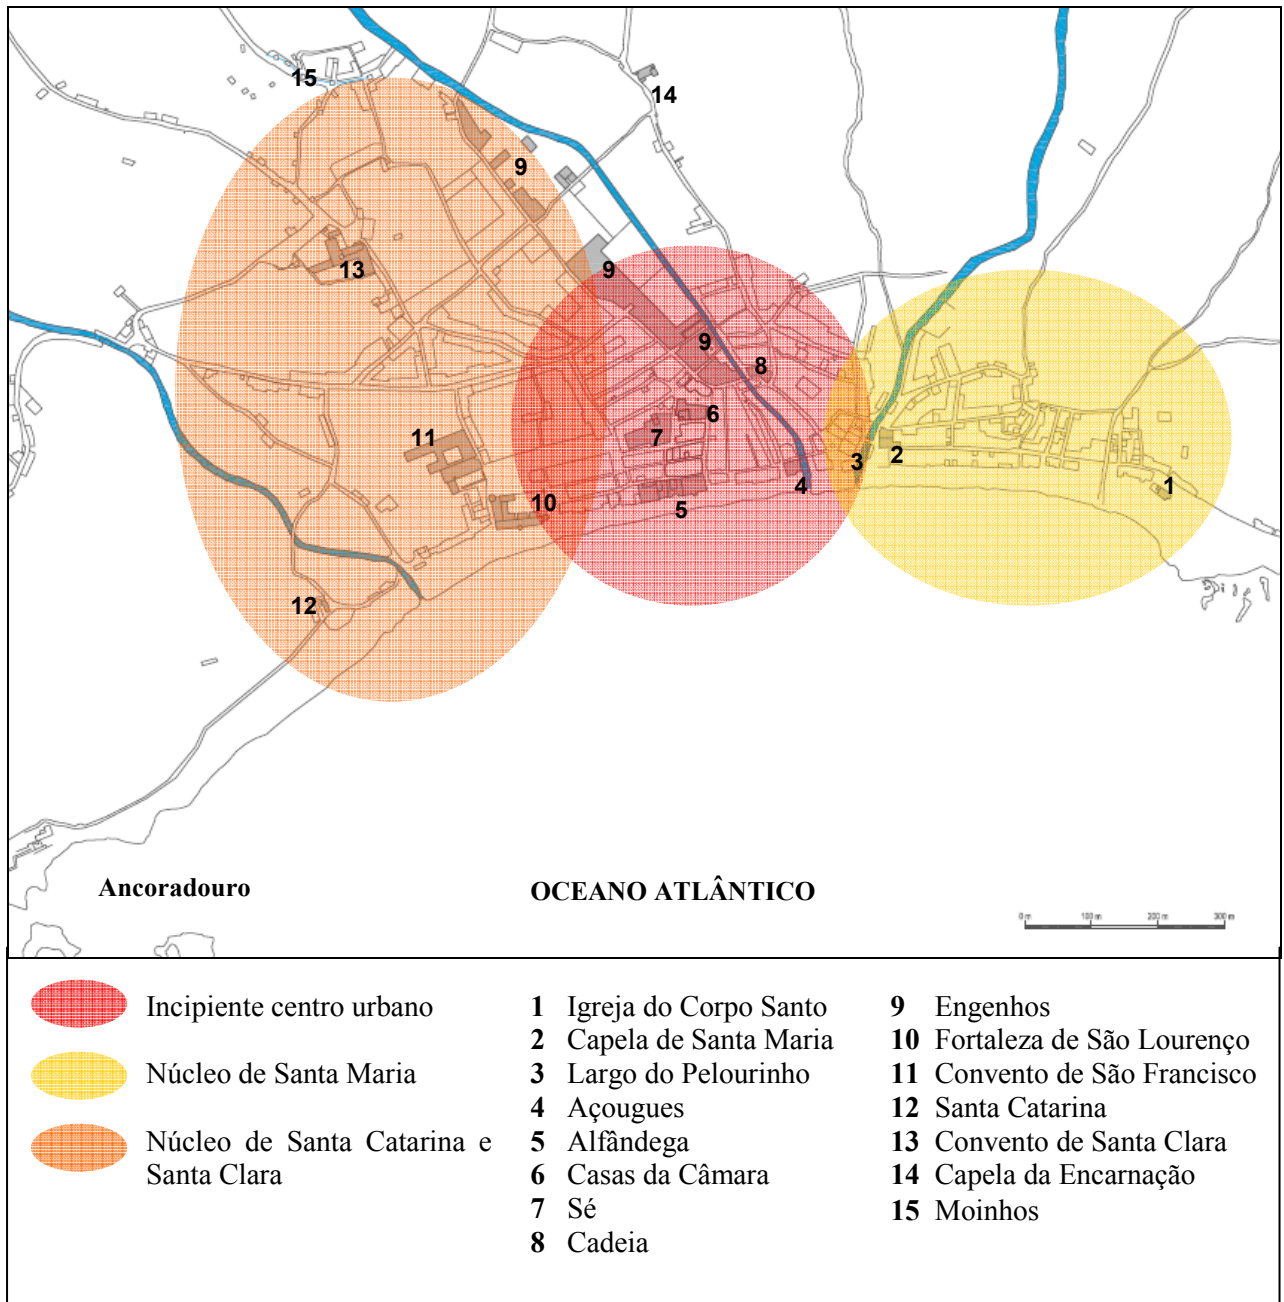 15
14
9
13
9
9
8
6
11
7
3
2
10
4
1
5
12
Ancoradouro
OCEANO ATLÂNTICO
0 m 100 m 200 m 300 m
Incipiente centro urbano
Núcleo de Santa Maria
Núcleo de Santa Catarina e
Santa Clara
1 Igreja do Corpo Santo
2 Capela de Santa Maria
3 Largo do Pelourinho
4 Açougues
5 Alfândega
6 Casas da Câmara
7 Sé
8 Cadeia
9 Engenhos
10 Fortaleza de São Lourenço
11 Convento de São Francisco
12 Santa Catarina
13 Convento de Santa Clara
14 Capela da Encarnação
15 Moinhos